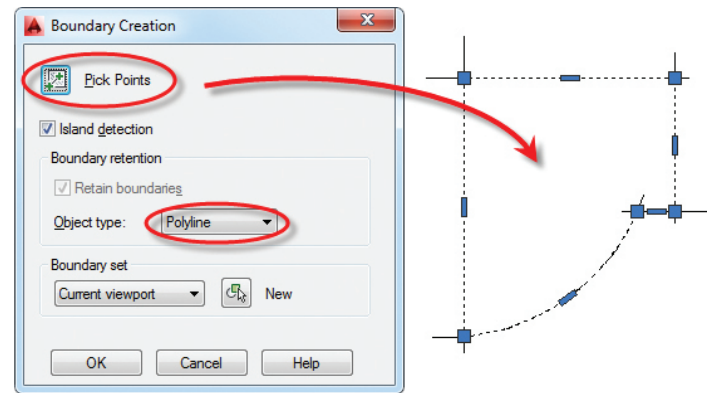 Boundary Creation
Pick Points
Island detection
Boundary retention
Retain boundaries
Object type: Polyline
Boundary set
Current viewport New
OK Cancel Help